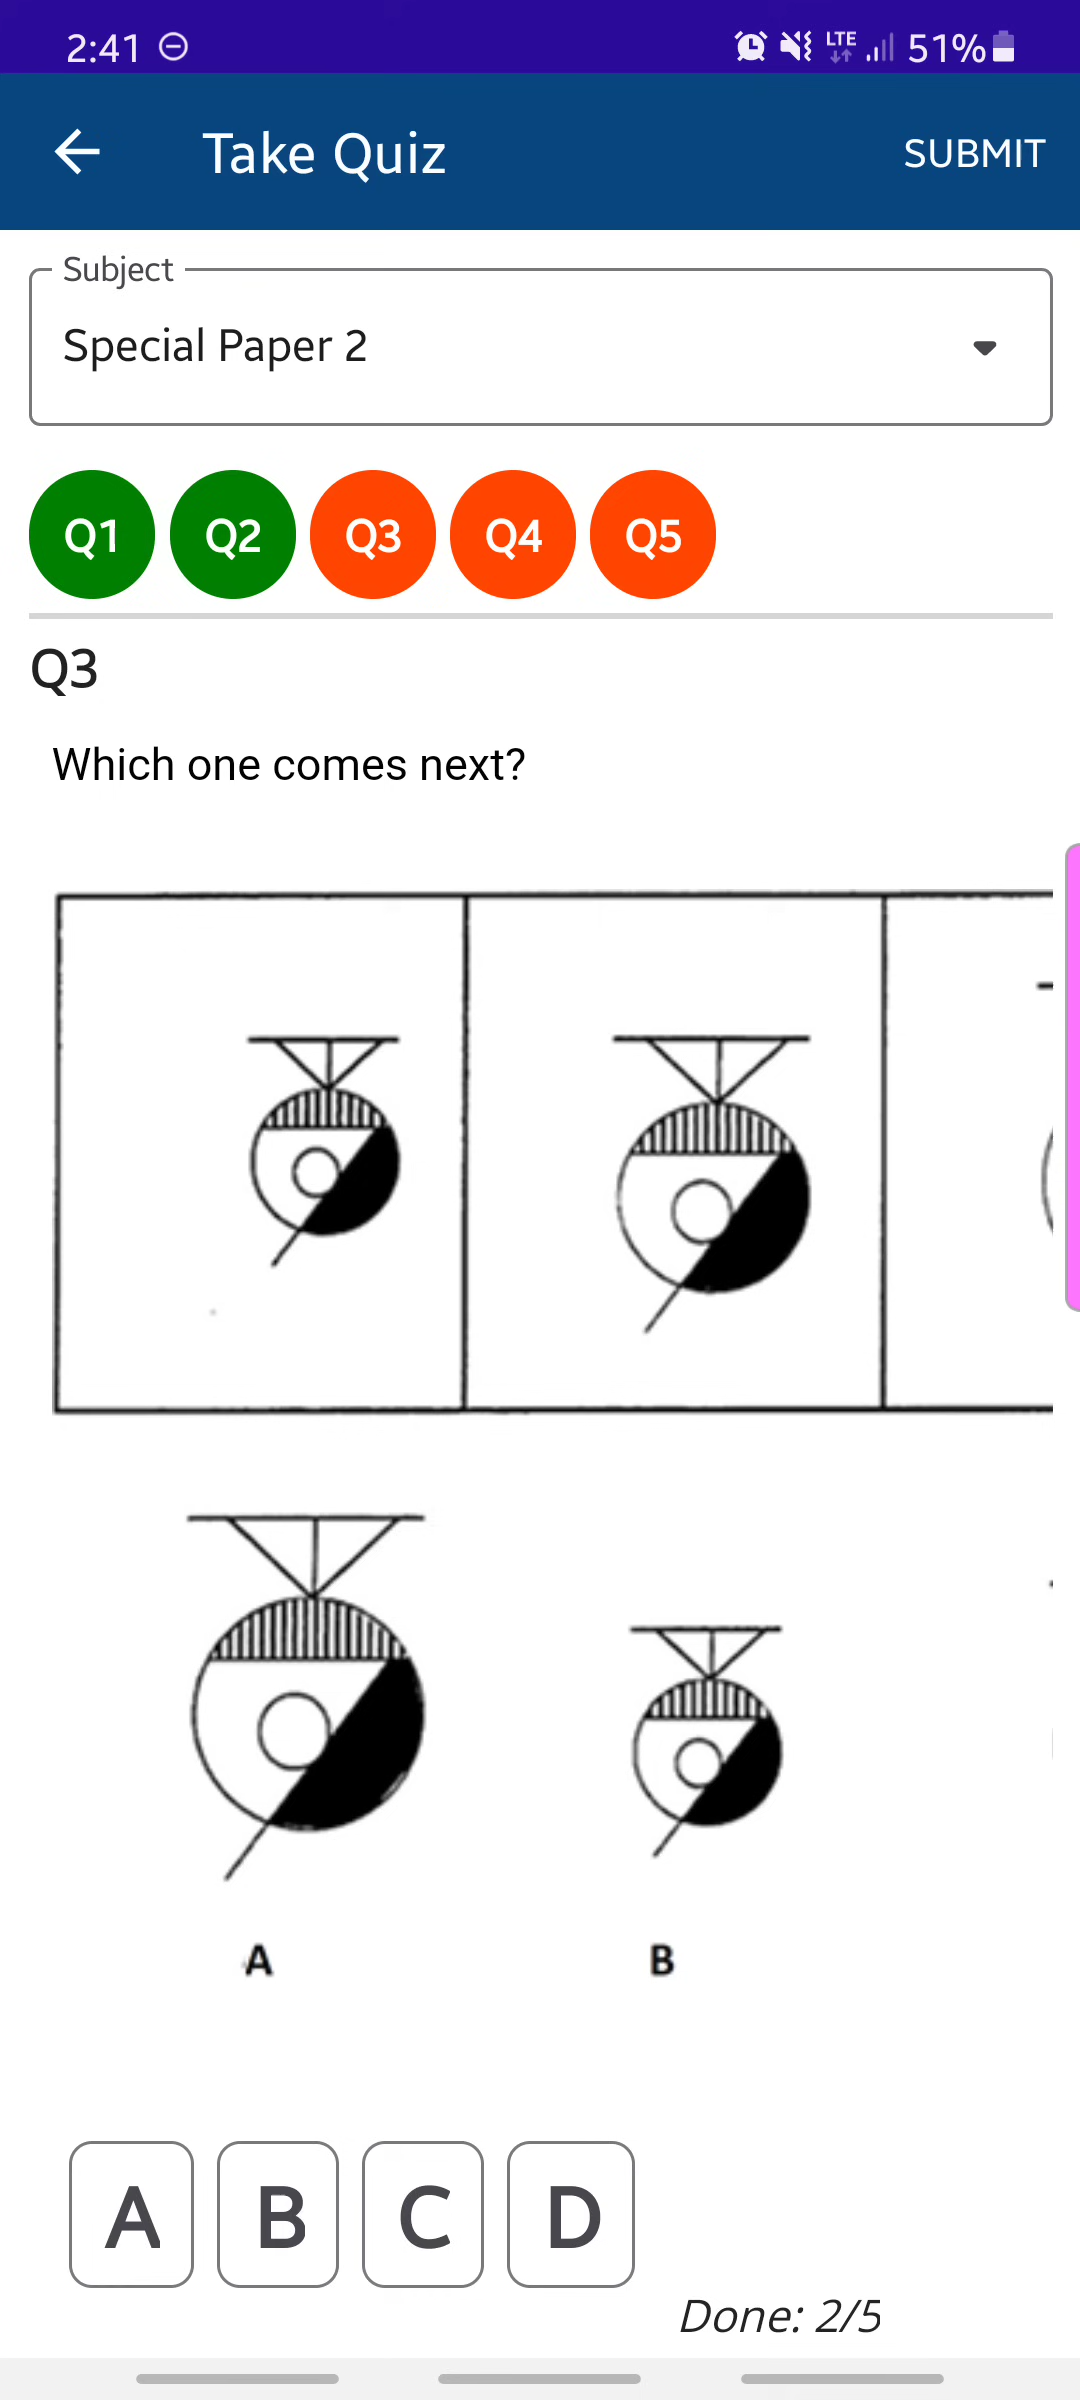 2:41 LTE 51%
Take Quiz SUBMIT
Subject
Special Paper 2
Q1 Q2 Q3 Q4 Q5
Q3
Which one comes next?
A B
A B C D
Done: 2/5